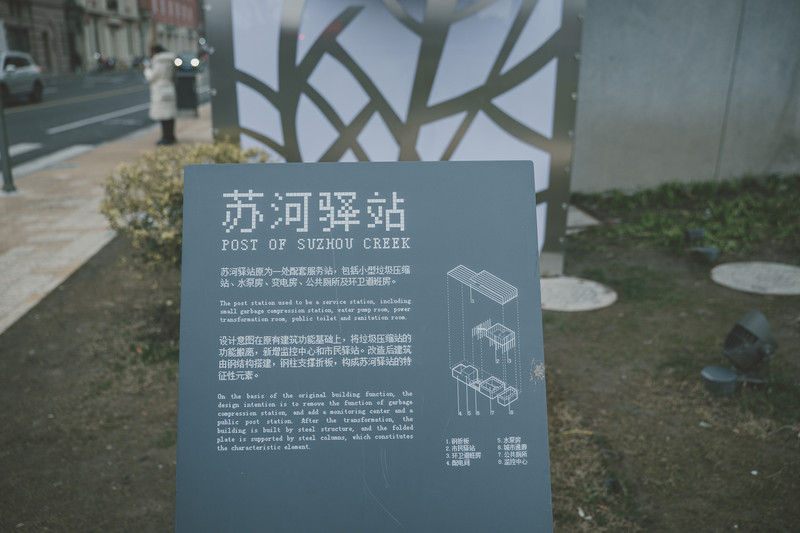 苏河驿站
POST OF SUZHOU CREEK
苏河驿站原为一处配套服务站，包括小型垃圾压缩
站、水泵房、变电房、公共厕所及环卫道班房。
The post station used to be a service station, including
small garbage compression station, water pump room, power
transformation room, public toilet and sanitation room.
设计意图在原有建筑功能基础上，将垃圾压缩站的
功能搬离，新增监控中心和市民驿站。改造后建筑
由钢结构搭建，钢柱支撑折板，构成苏河驿站的特
征性元素。
On the basis of the original building function, the
design intention is to remove the function of garbage
compression station, and add a monitoring center and a
public post station. After the transformation, the
building is built by steel structure, and the folded
plate is supported by steel columns, which constitutes
the characteristic element.
1.钢折板
2.市民驿站
3.环卫道班房
4.配电间
5.水泵房
6.城市通廊
7.公共厕所
8.监控中心